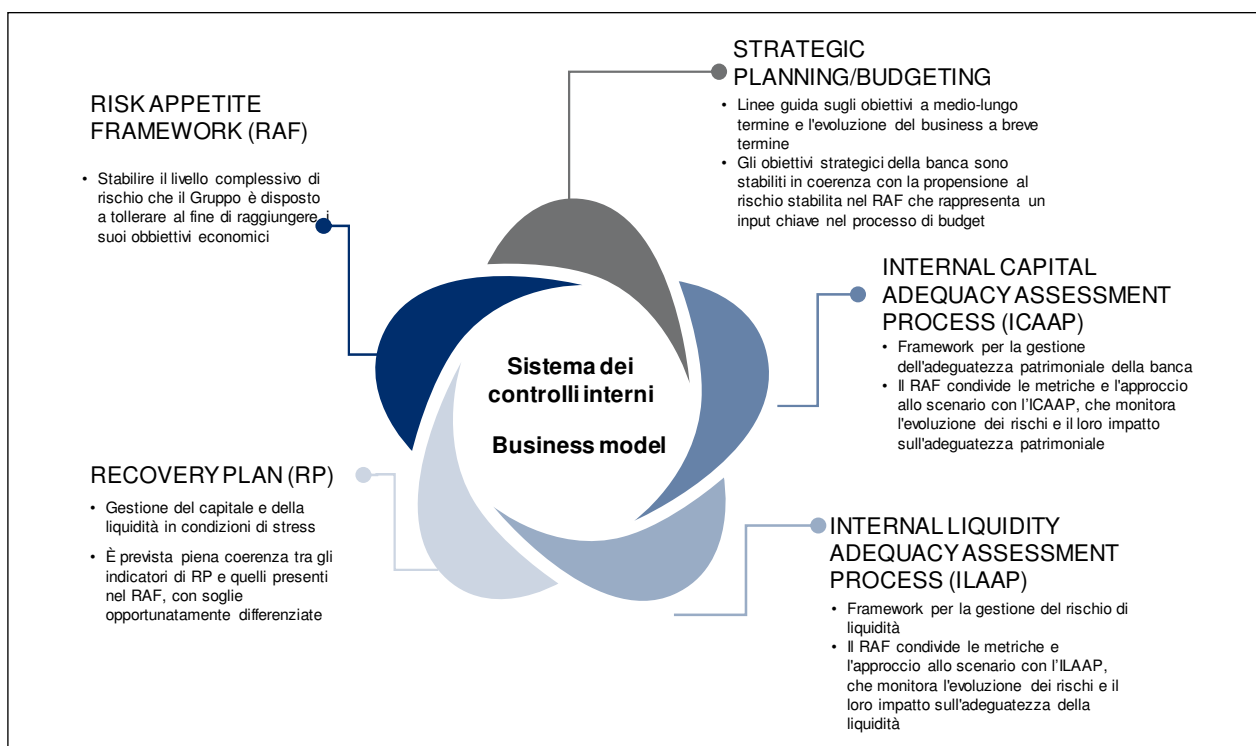 STRATEGIC
PLANNING/BUDGETING
• Linee guida sugli obiettivi a medio-lungo
termine e l'evoluzione del business a breve
termine
• Gli obiettivi strategici della banca sono
stabiliti in coerenza con la propensione al
rischio stabilita nel RAF che rappresenta un
input chiave nel processo di budget
RISK APPETITE
FRAMEWORK (RAF)
• Stabilire il livello complessivo di
rischio che il Gruppo è disposto
a tollerare al fine di raggiungere i
suoi obbiettivi economici
INTERNAL CAPITAL
ADEQUACY ASSESSMENT
PROCESS (ICAAP)
• Framework per la gestione
dell'adeguatezza patrimoniale della banca
• Il RAF condivide le metriche e l'approccio
allo scenario con l'ICAAP, che monitora
l'evoluzione dei rischi e il loro impatto
sull'adeguatezza patrimoniale
Sistema dei
controlli interni
Business model
RECOVERY PLAN (RP)
• Gestione del capitale e della
liquidità in condizioni di stress
• È prevista piena coerenza tra gli
indicatori di RP e quelli presenti
nel RAF, con soglie
opportunatamente differenziate
INTERNAL LIQUIDITY
ADEQUACY ASSESSMENT
PROCESS (ILAAP)
• Framework per la gestione del rischio di
liquidità
• Il RAF condivide le metriche e
l'approccio allo scenario con l'ILAAP,
che monitora l'evoluzione dei rischi e il
loro impatto sull'adeguatezza della
liquidità